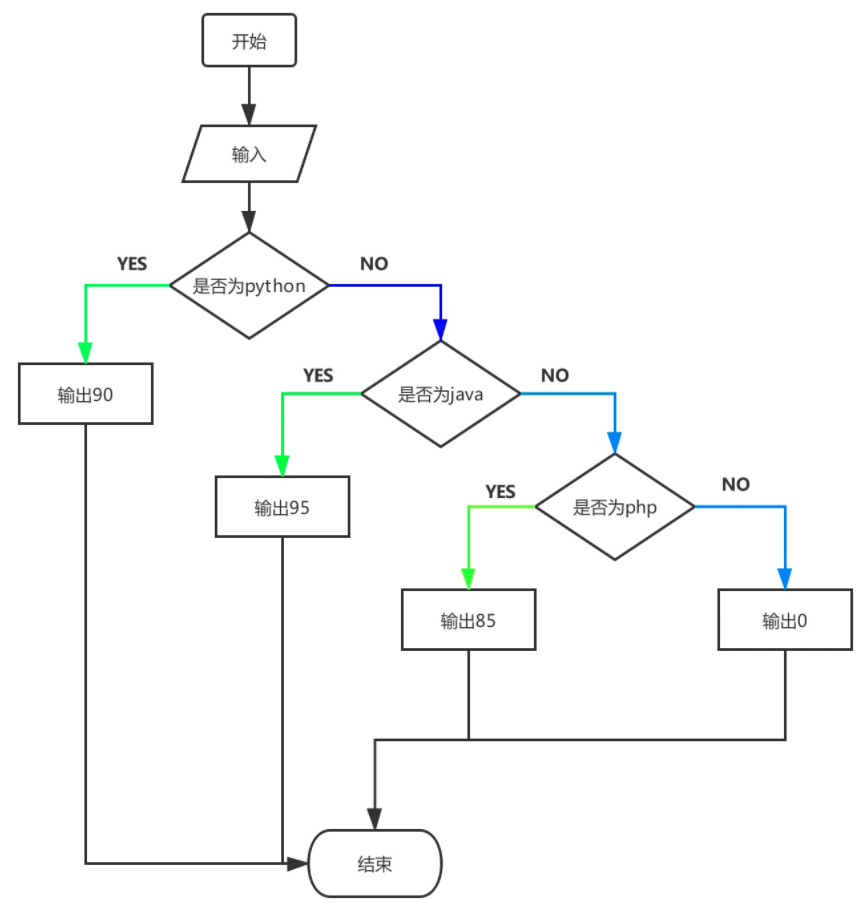 开始
输入
YES
是否为python
NO
输出90
YES
是否为java
NO
输出95
YES
是否为php
NO
输出85
输出0
结束